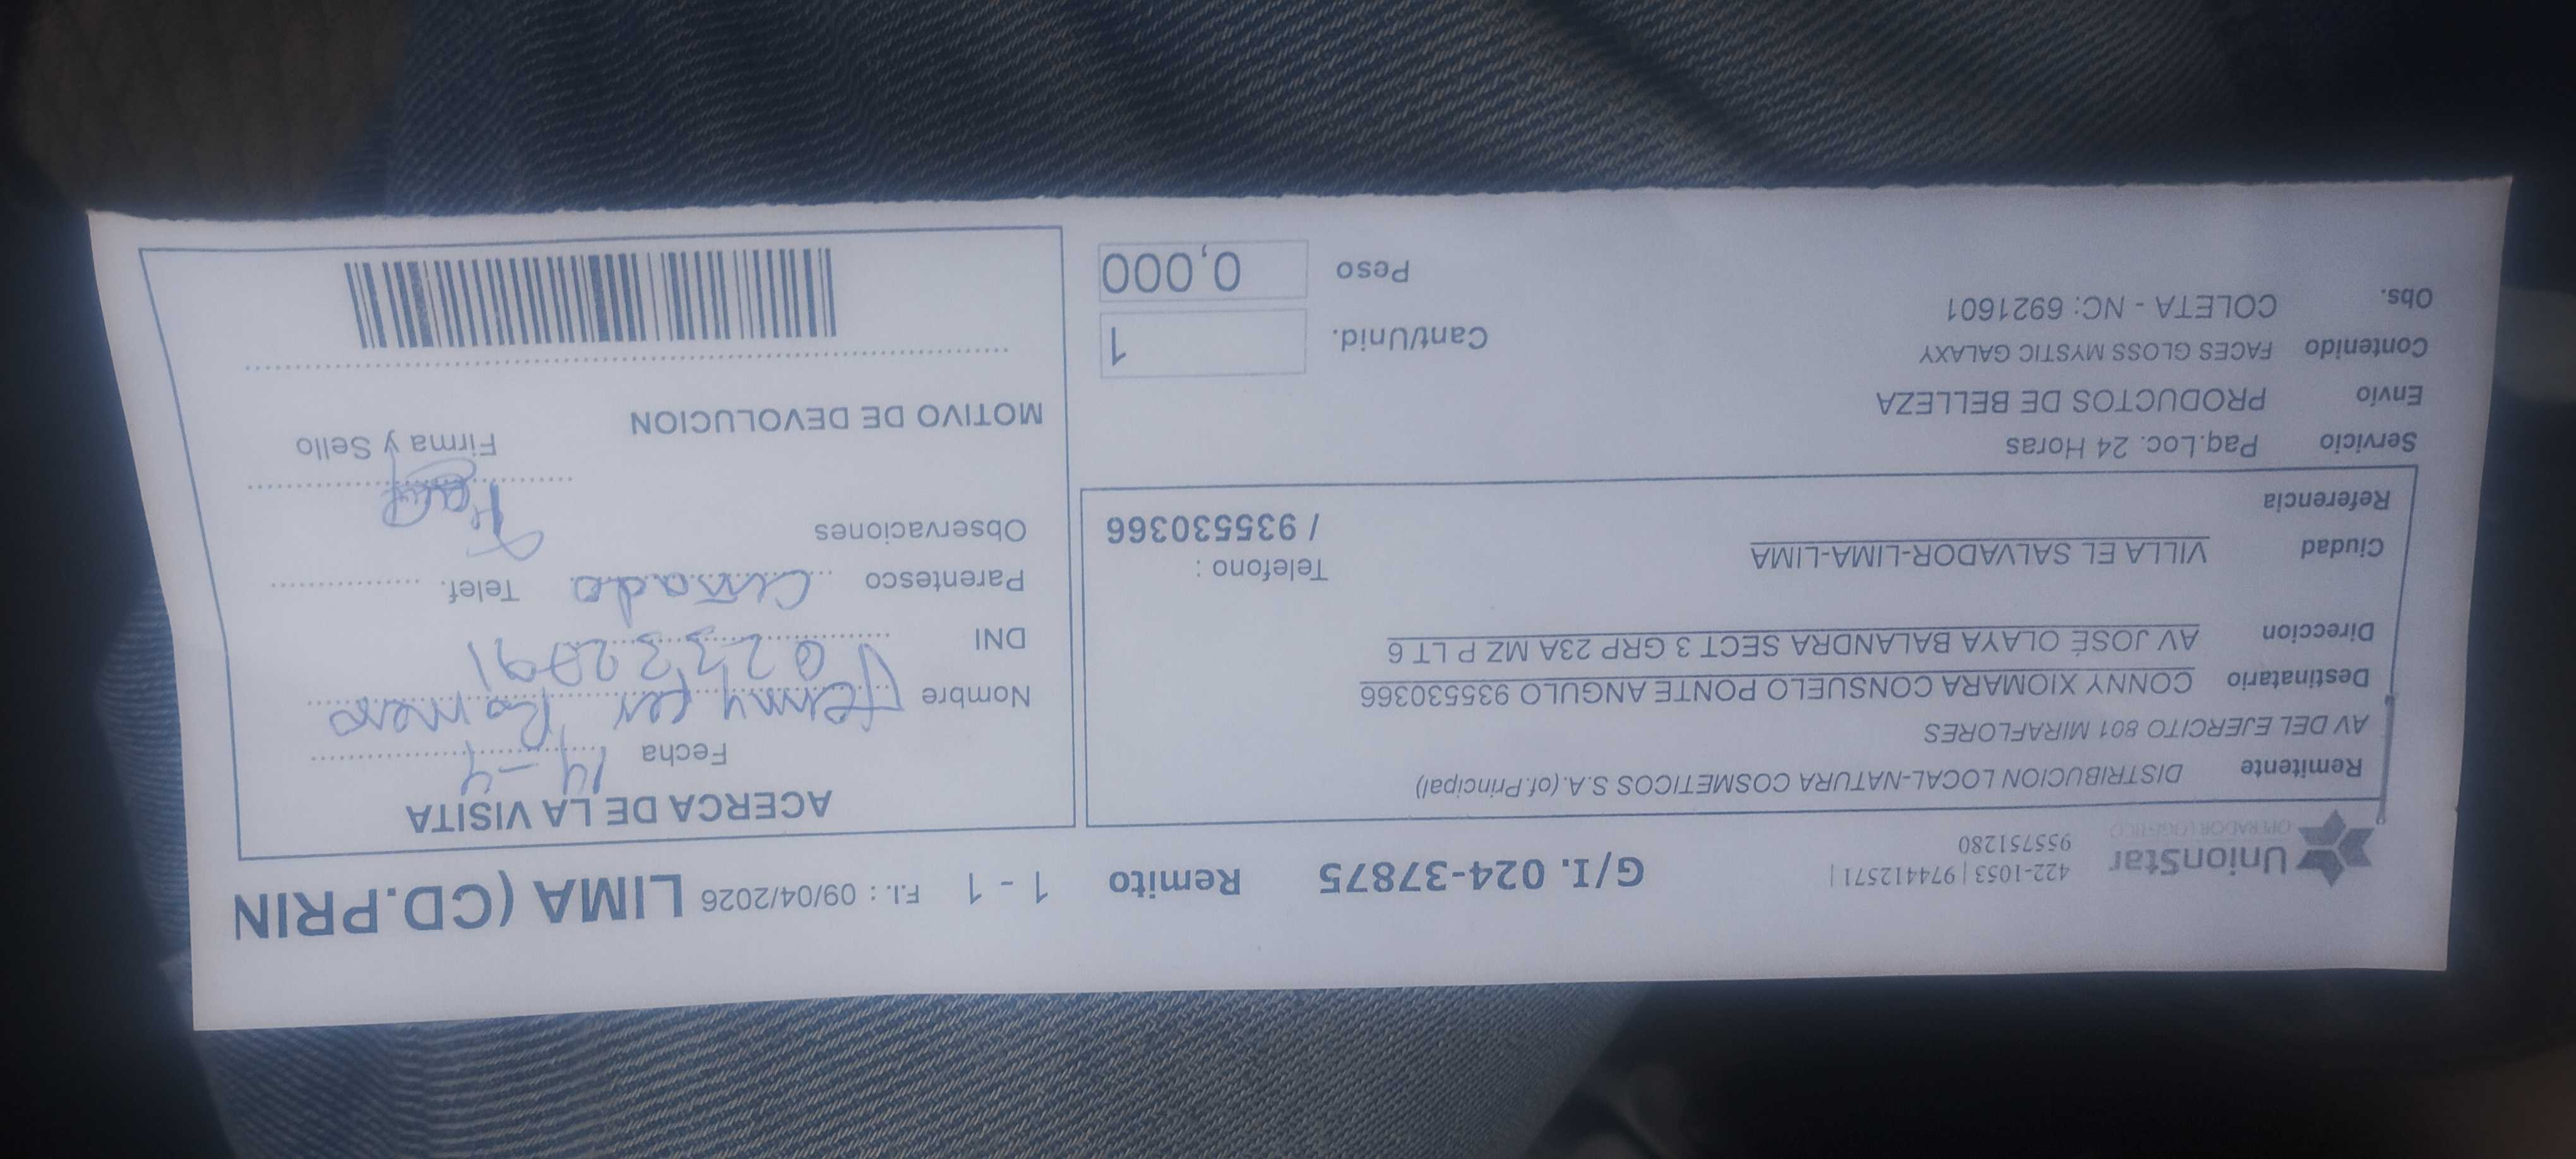 UnionStar
OPERADOR LOGISTICO
422-1053 | 974412571 |
955751280
G/I. 024-37875
Remito 1 - 1
F.I. : 09/04/2026
LIMA (CD.PRIN
Remitente DISTRIBUCION LOCAL-NATURA COSMETICOS S.A.(of.Principal)
AV DEL EJERCITO 801 MIRAFLORES
Destinatario CONNY XIOMARA CONSUELO PONTE ANGULO 935530366
Direccion AV JOSÉ OLAYA BALANDRA SECT 3 GRP 23A MZ P LT 6
Ciudad VILLA EL SALVADOR-LIMA-LIMA
Telefono :
/ 935530366
Referencia
Servicio Paq.Loc. 24 Horas
Envio PRODUCTOS DE BELLEZA
Contenido FACES GLOSS MYSTIC GALAXY
Obs. COLETA - NC: 6921601
Cant/Unid. 1
Peso 0,000
ACERCA DE LA VISITA
Fecha 14-4
Nombre Romero
DNI
Parentesco Telef.
Observaciones
Firma y Sello
MOTIVO DE DEVOLUCION